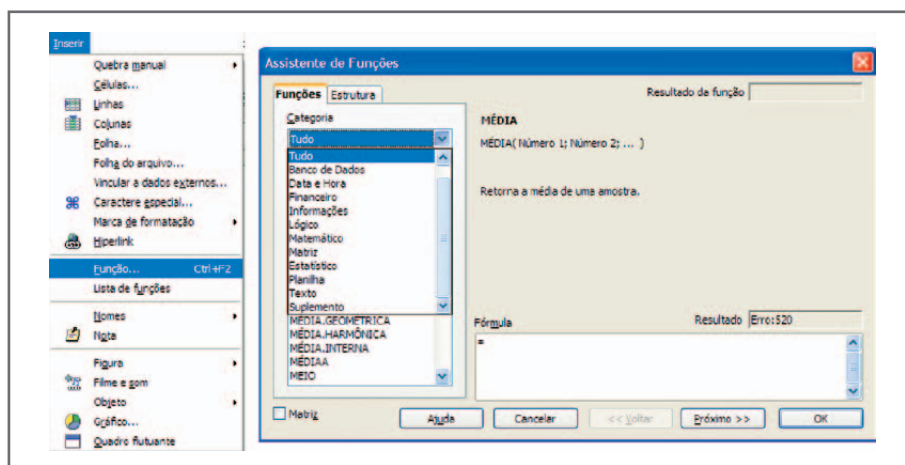 Inserir
Quebra manual
Células...
Linhas
Colunas
Folha...
Folha do arquivo...
Vincular a dados externos...
Caractere especial...
Marca de formatação
Hiperlink
Função... Ctrl+F2
Lista de funções
Nomes
Nota
Figura
Filme e som
Objeto
Gráfico...
Quadro flutuante
Assistente de Funções
Funções Estrutura
Resultado de função
Categoria
Tudo
Tudo
Banco de Dados
Data e Hora
Financeiro
Informações
Lógico
Matemático
Matriz
Estatístico
Planilha
Texto
Suplemento
MÉDIA.GEOMÉTRICA
MÉDIA.HARMÔNICA
MÉDIA.INTERNA
MÉDIAA
MEIO
MÉDIA
MÉDIA( Número 1; Número 2; ... )
Retorna a média de uma amostra.
Fórmula
Resultado Erro:520
=
Matriz
Ajuda Cancelar << Voltar Próximo >> OK